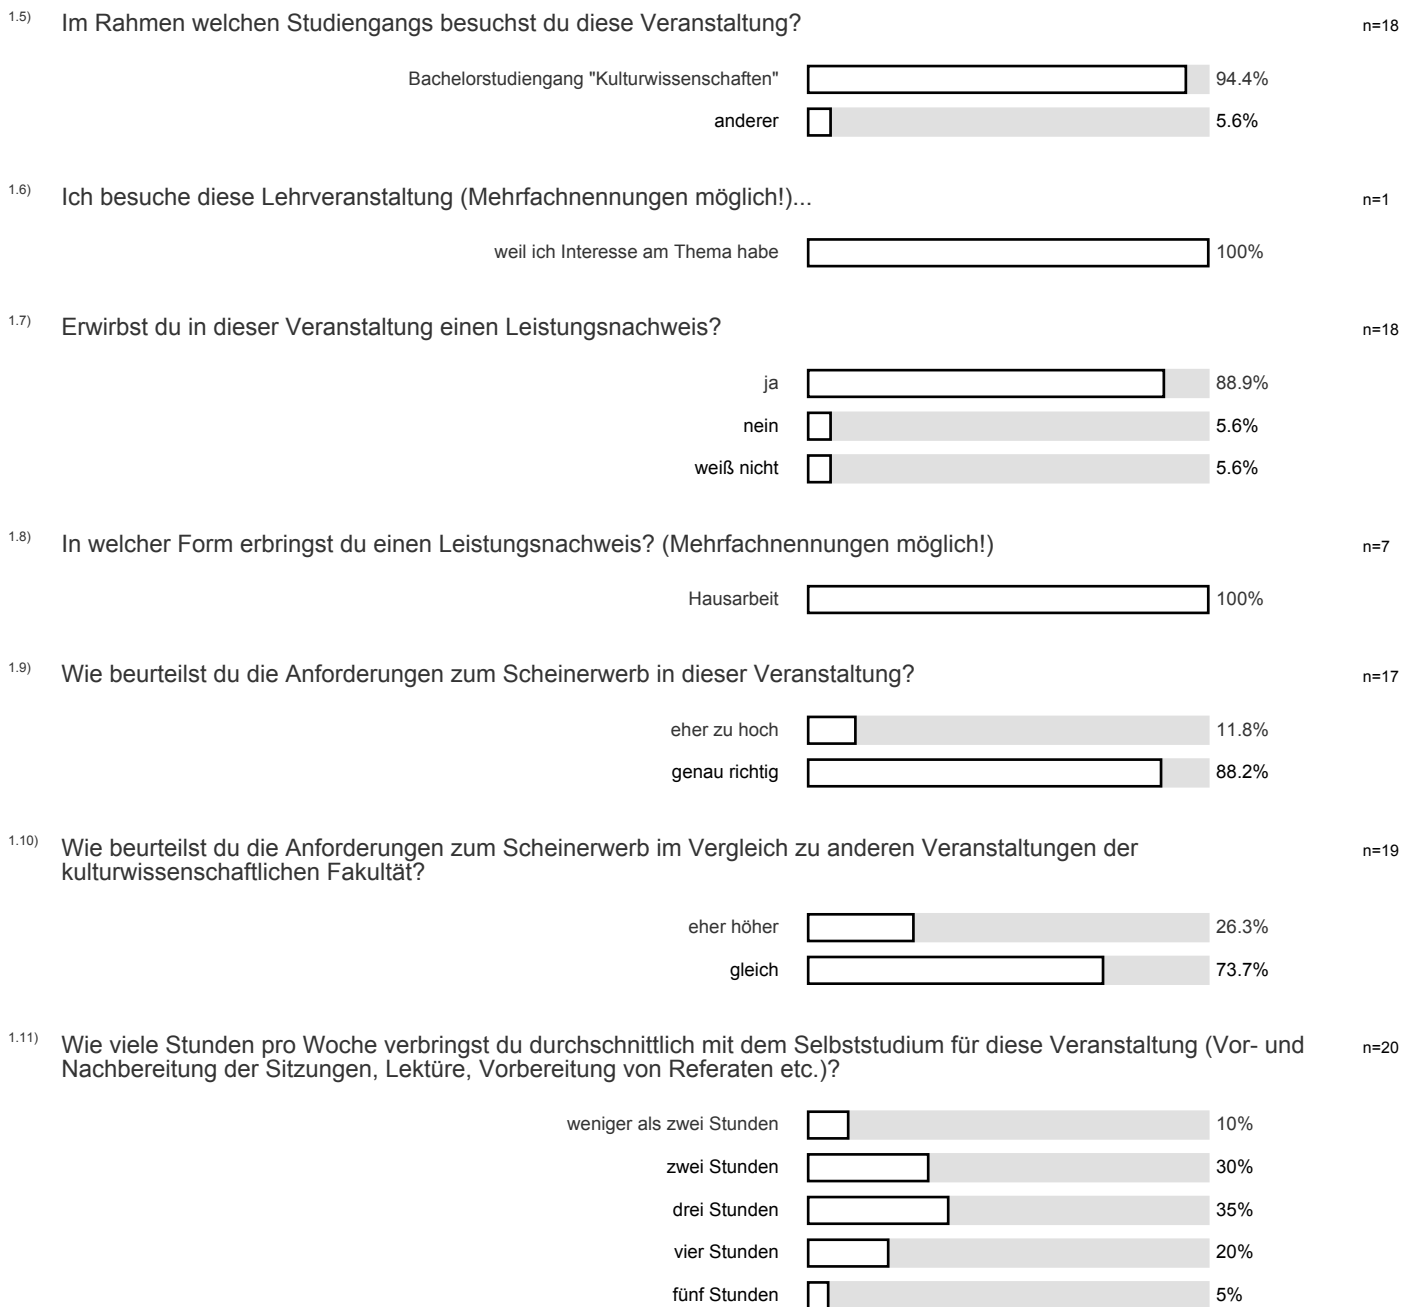 1.5) Im Rahmen welchen Studiengangs besuchst du diese Veranstaltung? n=18
Bachelorstudiengang "Kulturwissenschaften" 94.4%
anderer 5.6%
1.6) Ich besuche diese Lehrveranstaltung (Mehrfachnennungen möglich!)... n=1
weil ich Interesse am Thema habe 100%
1.7) Erwirbst du in dieser Veranstaltung einen Leistungsnachweis? n=18
ja 88.9%
nein 5.6%
weiß nicht 5.6%
1.8) In welcher Form erbringst du einen Leistungsnachweis? (Mehrfachnennungen möglich!) n=7
Hausarbeit 100%
1.9) Wie beurteilst du die Anforderungen zum Scheinerwerb in dieser Veranstaltung? n=17
eher zu hoch 11.8%
genau richtig 88.2%
1.10) Wie beurteilst du die Anforderungen zum Scheinerwerb im Vergleich zu anderen Veranstaltungen der n=19
kulturwissenschaftlichen Fakultät?
eher höher 26.3%
gleich 73.7%
1.11) Wie viele Stunden pro Woche verbringst du durchschnittlich mit dem Selbststudium für diese Veranstaltung (Vor- und n=20
Nachbereitung der Sitzungen, Lektüre, Vorbereitung von Referaten etc.)?
weniger als zwei Stunden 10%
zwei Stunden 30%
drei Stunden 35%
vier Stunden 20%
fünf Stunden 5%